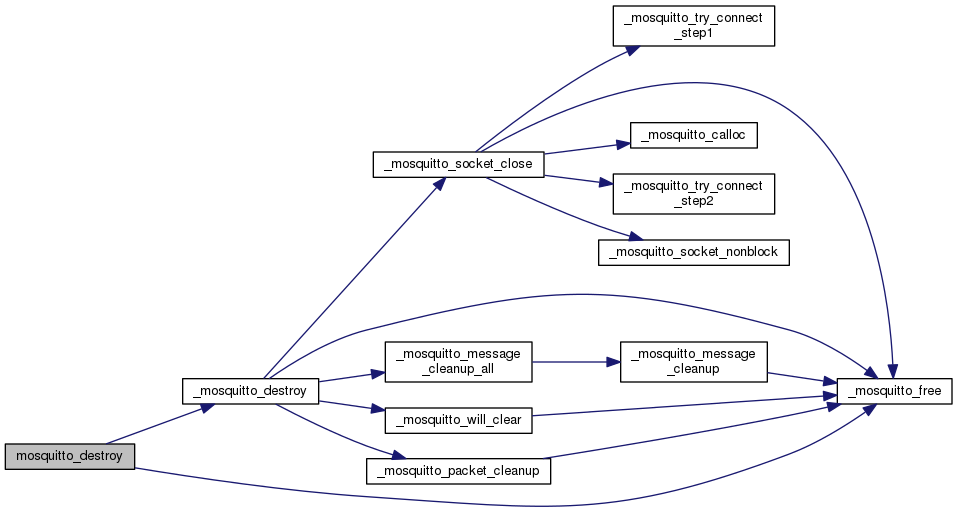 _mosquitto_try_connect
_step1
_mosquitto_calloc
_mosquitto_socket_close
_mosquitto_try_connect
_step2
_mosquitto_socket_nonblock
_mosquitto_message
_cleanup_all
_mosquitto_message
_cleanup
_mosquitto_destroy
_mosquitto_free
_mosquitto_will_clear
mosquitto_destroy
_mosquitto_packet_cleanup